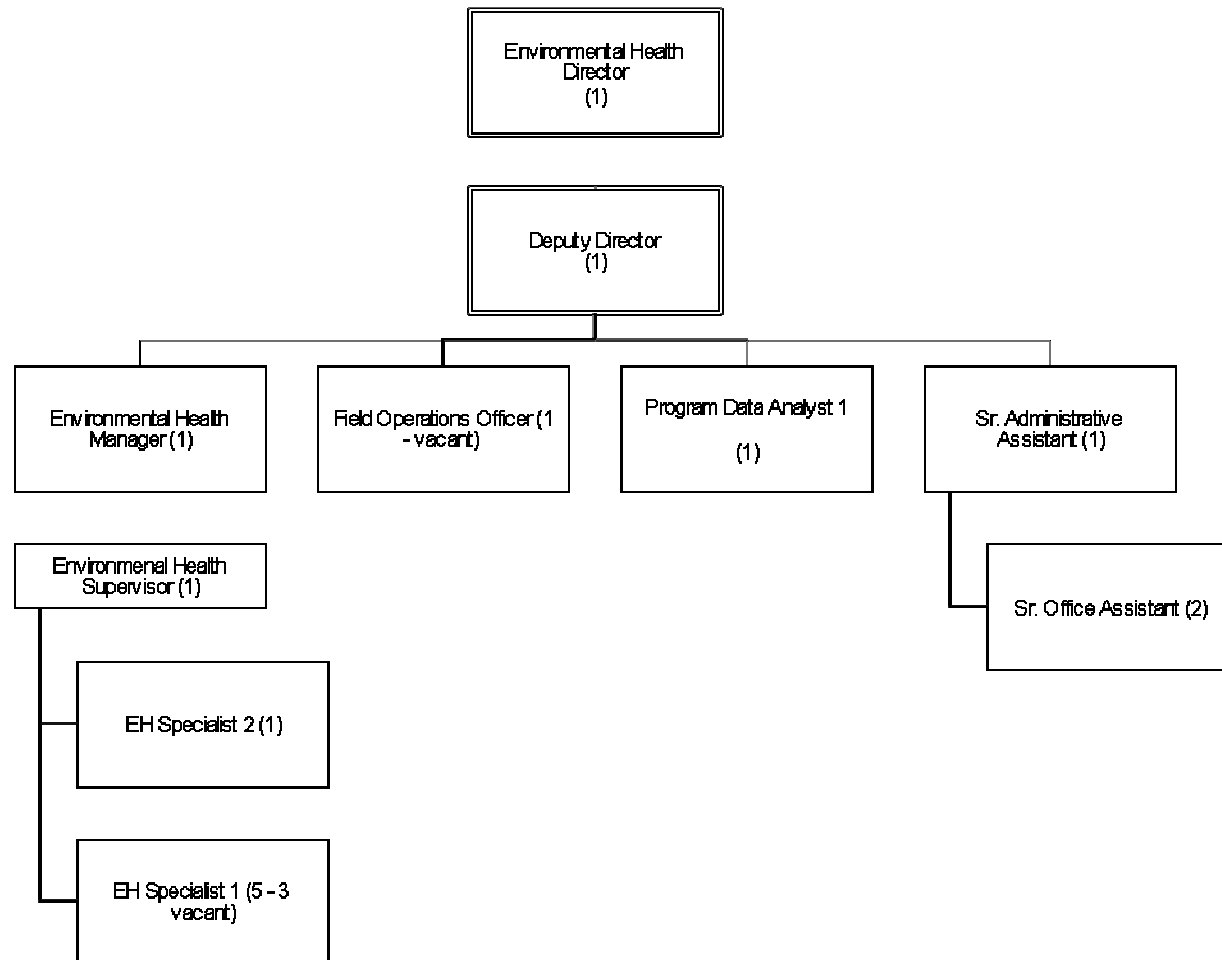 Environmental Health
Director
(1)
Deputy Director
(1)
Environmental Health
Manager (1)
Field Operations Officer (1
- vacant)
Program Data Analyst 1
(1)
Sr. Administrative
Assistant (1)
Environmenal Health
Supervisor (1)
Sr. Office Assistant (2)
EH Specialist 2 (1)
EH Specialist 1 (5 - 3
vacant)